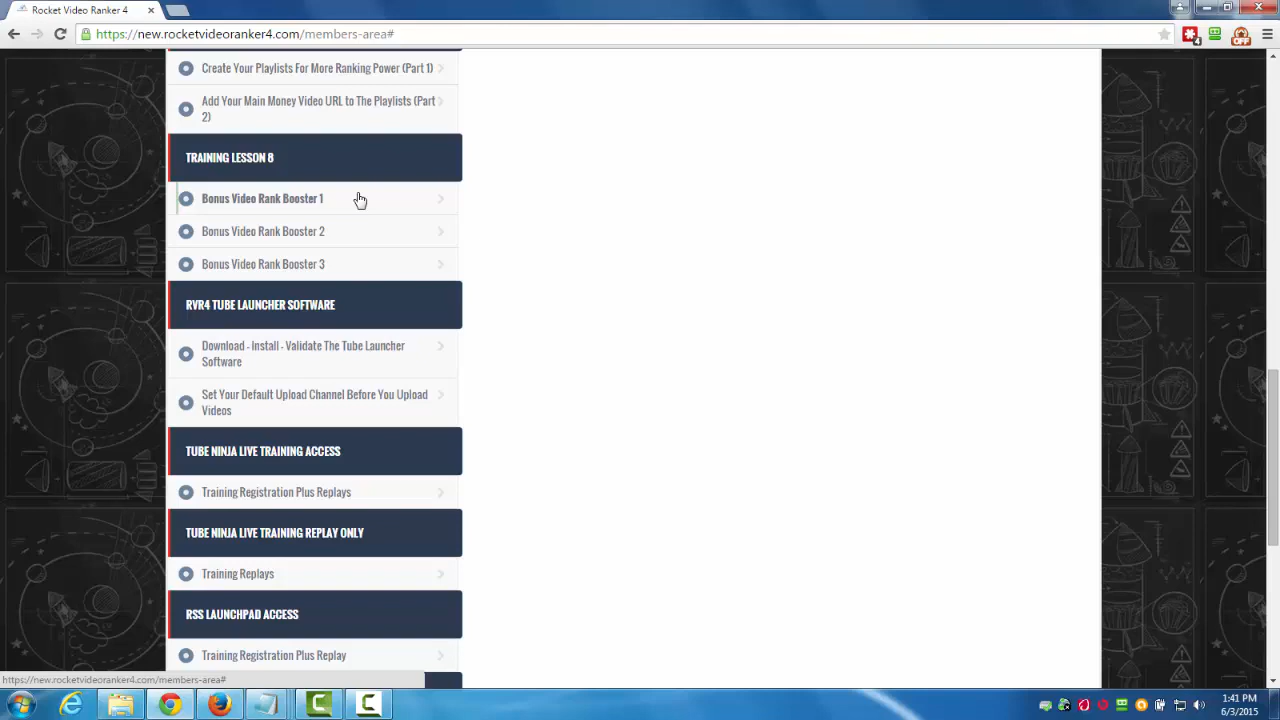 Rocket Video Ranker 4
https://new.rocketvideoranker4.com/members-area#
4
OFF
Create Your Playlists For More Ranking Power (Part 1)
Add Your Main Money Video URL to The Playlists (Part
2)
TRAINING LESSON 8
Bonus Video Rank Booster 1
Bonus Video Rank Booster 2
Bonus Video Rank Booster 3
RVR4 TUBE LAUNCHER SOFTWARE
Download - Install - Validate The Tube Launcher
Software
Set Your Default Upload Channel Before You Upload
Videos
TUBE NINJA LIVE TRAINING ACCESS
Training Registration Plus Replays
TUBE NINJA LIVE TRAINING REPLAY ONLY
Training Replays
RSS LAUNCHPAD ACCESS
Training Registration Plus Replay
https://new.rocketvideoranker4.com/members-area#
1:41 PM
6/3/2015